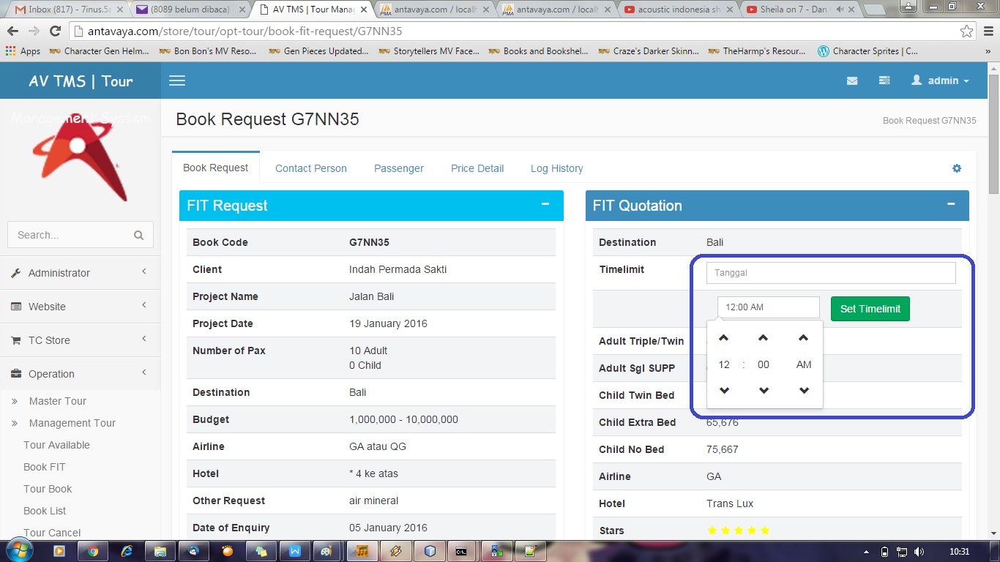 Inbox (817) - 7inus.5a
(8089 belum dibaca)
AV TMS | Tour Manag
antavaya.com / localh
antavaya.com / localh
acoustic indonesia sh
Sheila on 7 - Dan
antavaya.com/store/tour/opt-tour/book-fit-request/G7NN35
Apps
Character Gen Helm...
Bon Bon's MV Reso...
Gen Pieces Updated...
Storytellers MV Face...
Books and Bookshel...
Craze's Darker Skinn...
TheHarmp's Resour...
Character Sprites | C...
»
AV TMS | Tour
Management System
admin
Book Request G7NN35
Book Request G7NN35
Search...
Administrator
Website
TC Store
Operation
Master Tour
Management Tour
Tour Available
Book FIT
Tour Book
Book List
Tour Cancel
Book Request
Contact Person
Passenger
Price Detail
Log History
FIT Request
Book Code G7NN35
Client Indah Permada Sakti
Project Name Jalan Bali
Project Date 19 January 2016
Number of Pax 10 Adult
0 Child
Destination Bali
Budget 1,000,000 - 10,000,000
Airline GA atau QG
Hotel * 4 ke atas
Other Request air mineral
Date of Enquiry 05 January 2016
FIT Quotation
Destination Bali
Timelimit Tanggal
12:00 AM Set Timelimit
12 : 00 AM
Adult Triple/Twin
Adult Sgl SUPP
Child Twin Bed
Child Extra Bed 65,676
Child No Bed 75,667
Airline GA
Hotel Trans Lux
Stars
10:31